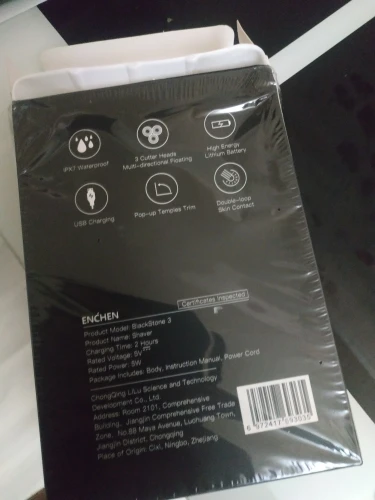 IPX7 Waterproof
3 Cutter Heads
Multi-directional Floating
High Energy
Lithium Battery
USB Charging
Pop-up Temples Trim
Double-loop
Skin Contact
ENCHEN
Certificates Inspected
Product Model: BlackStone 3
Product Name: Shaver
Charging Time: 2 Hours
Rated Voltage: 5V
Rated Power: 5W
Package Includes: Body, Instruction Manual, Power Cord
ChongQing LiLu Science and Technology
Development Co., Ltd.
Address: Room 2101, Comprehensive
Building, Jiangjin Comprehensive Free Trade
Zone, No.88 Maya Avenue, Luohuang Town,
Jiangjin District, Chongqing
Place of Origin: Cixi, Ningbo, Zhejiang